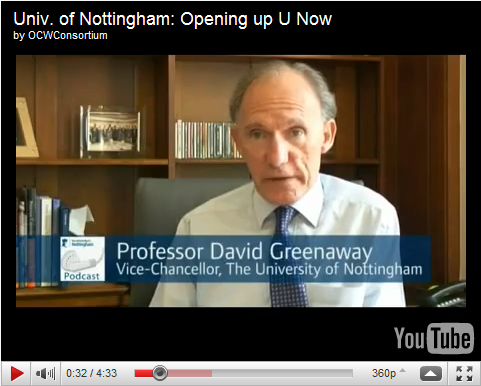 Univ. of Nottingham: Opening up U Now
by OCWConsortium
Nottingham
Podcast
Professor David Greenaway
Vice-Chancellor, The University of Nottingham
YouTube
0:32 / 4:33
360p